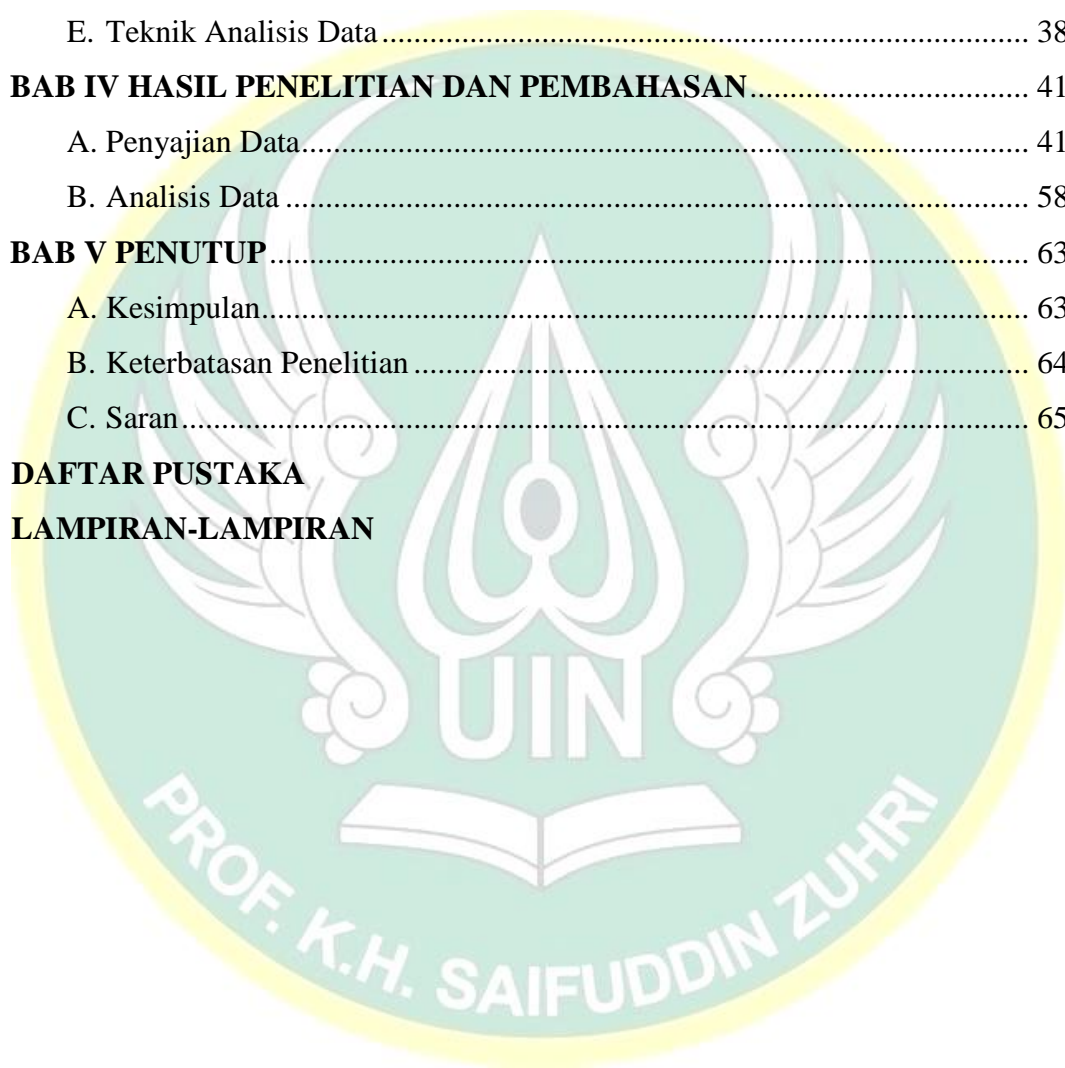 E. Teknik Analisis Data ........................................................................................ 38
BAB IV HASIL PENELITIAN DAN PEMBAHASAN ..................................... 41
A. Penyajian Data................................................................................................. 41
B. Analisis Data ................................................................................................... 58
BAB V PENUTUP ..................................................................................................... 63
A. Kesimpulan...................................................................................................... 63
B. Keterbatasan Penelitian .................................................................................. 64
C. Saran ................................................................................................................ 65
DAFTAR PUSTAKA
LAMPIRAN-LAMPIRAN
UIN
PROF. K.H. SAIFUDDIN ZUHRI